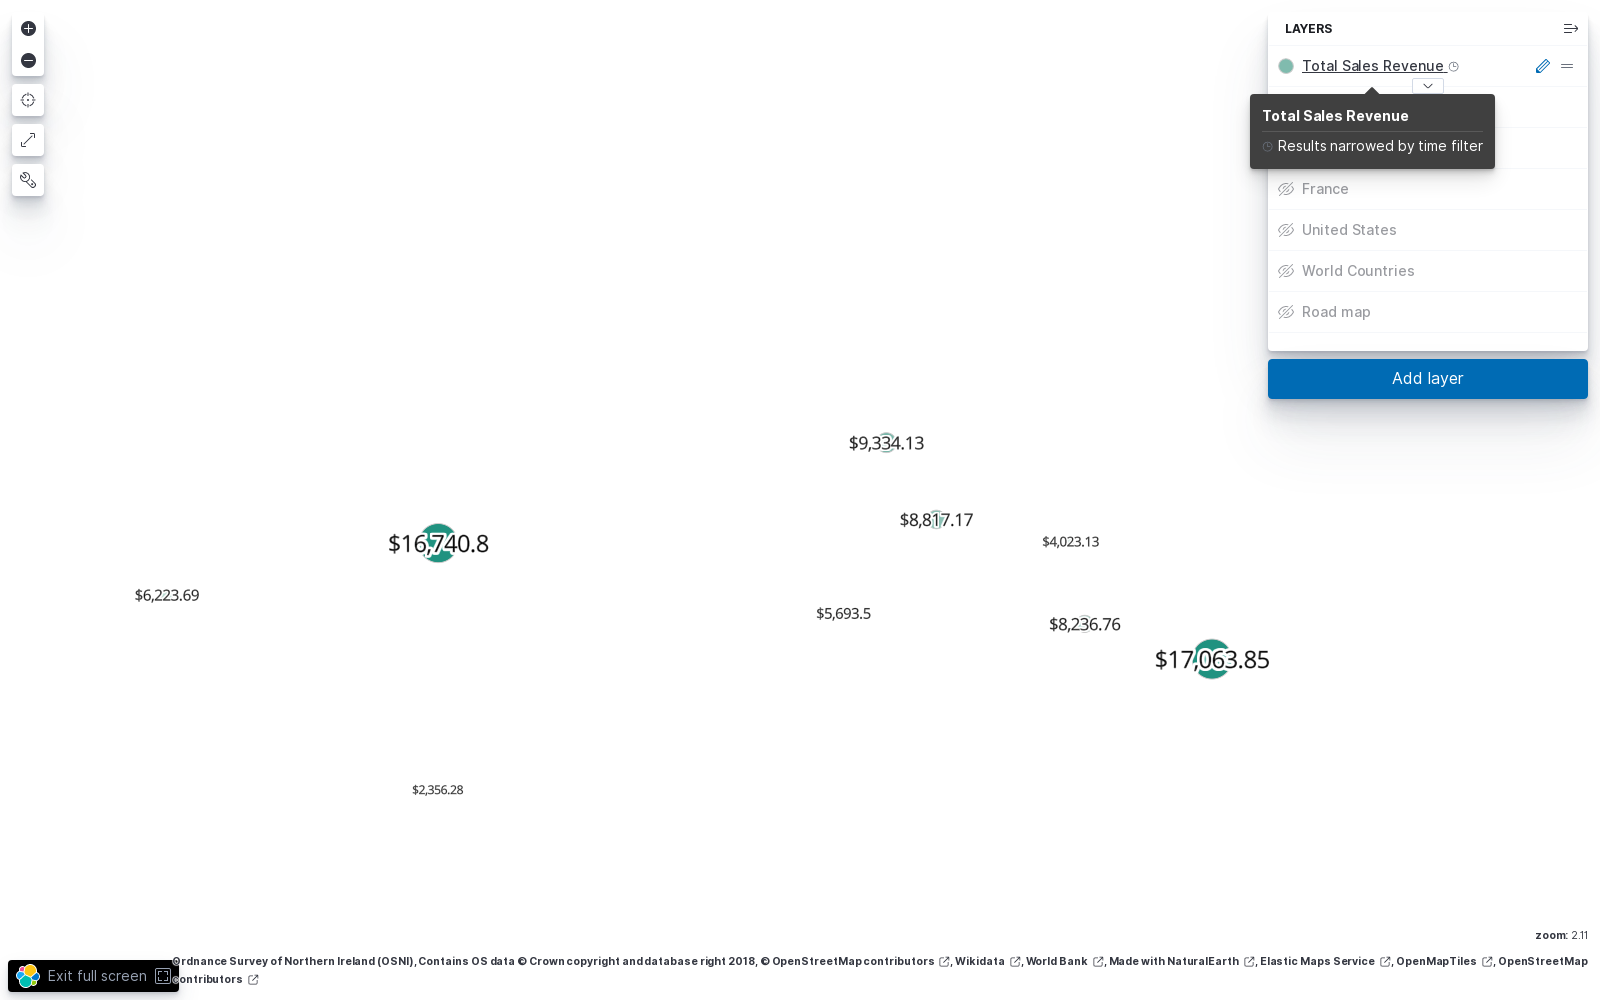 LAYERS
Total Sales Revenue
Total Sales Revenue
Results narrowed by time filter
France
United States
World Countries
Road map
Add layer
$9,334.13
$8,817.17
$4,023.13
$16,740.8
$6,223.69
$5,693.5
$8,236.76
$17,063.85
$2,356.28
zoom: 2.11
Ordnance Survey of Northern Ireland (OSNI), Contains OS data © Crown copyright and database right 2018, © OpenStreetMap contributors , Wikidata , World Bank , Made with NaturalEarth , Elastic Maps Service , OpenMapTiles , OpenStreetMap
contributors
Exit full screen